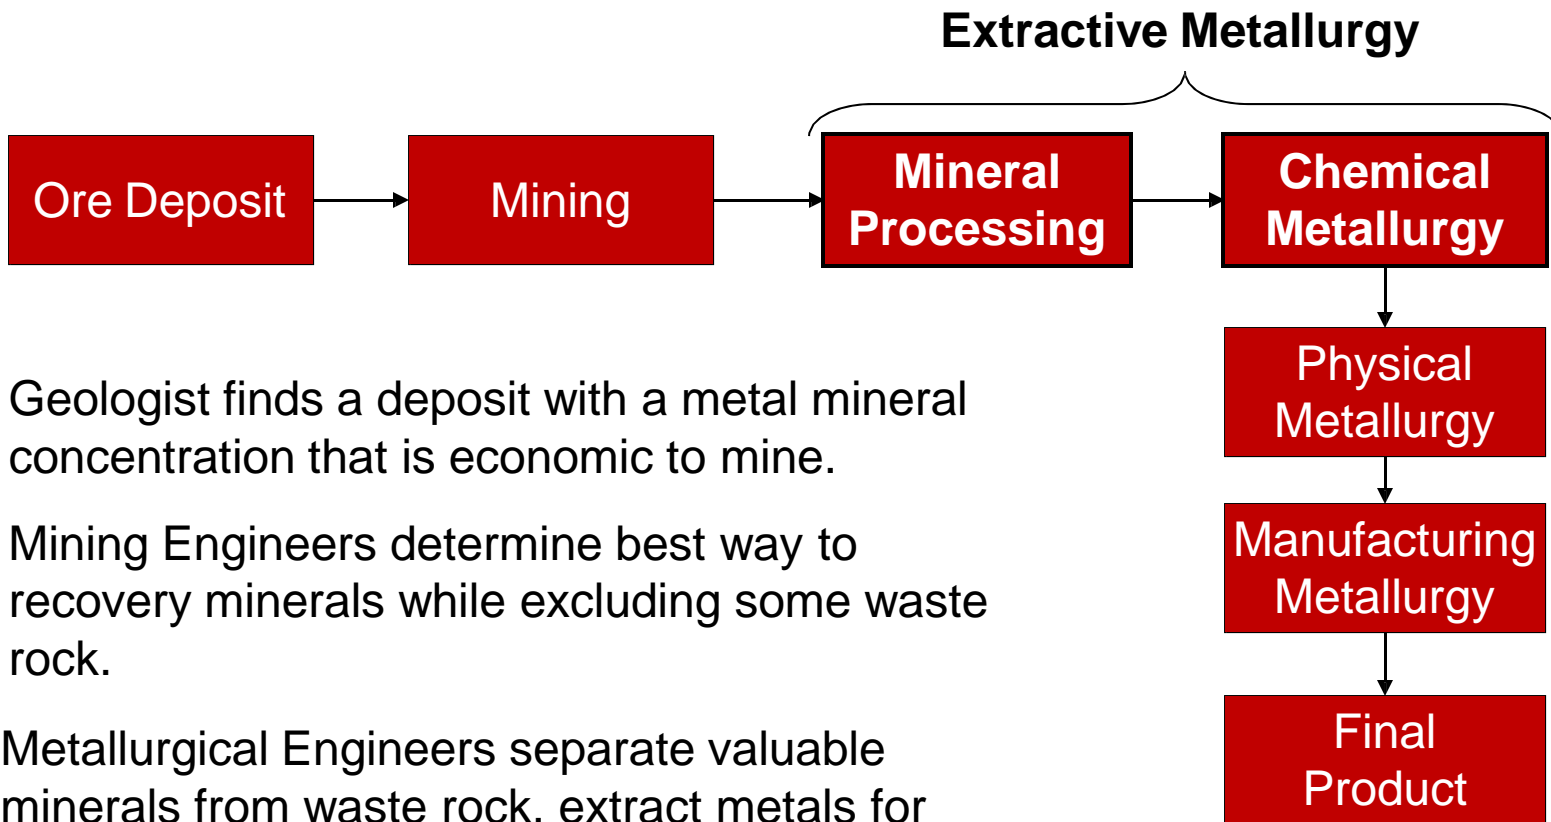 Extractive Metallurgy
Ore Deposit
Mining
Mineral
Processing
Chemical
Metallurgy
Physical
Metallurgy
Manufacturing
Metallurgy
Final
Product
Geologist finds a deposit with a metal mineral
concentration that is economic to mine.
Mining Engineers determine best way to
recovery minerals while excluding some waste
rock.
Metallurgical Engineers separate valuable
minerals from waste rock, extract metals for